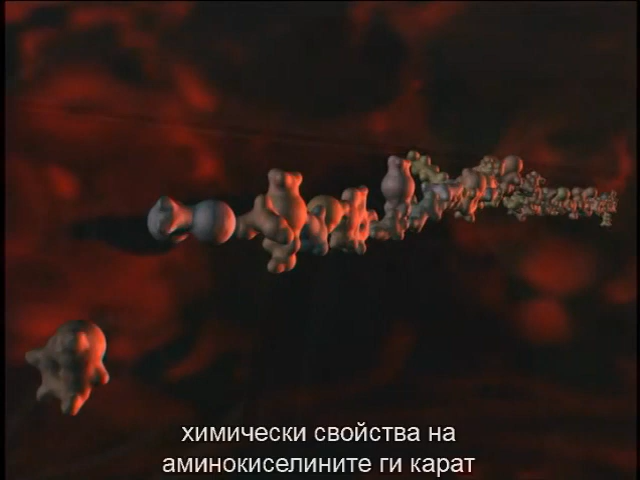 химически свойства на
аминокиселините ги карат